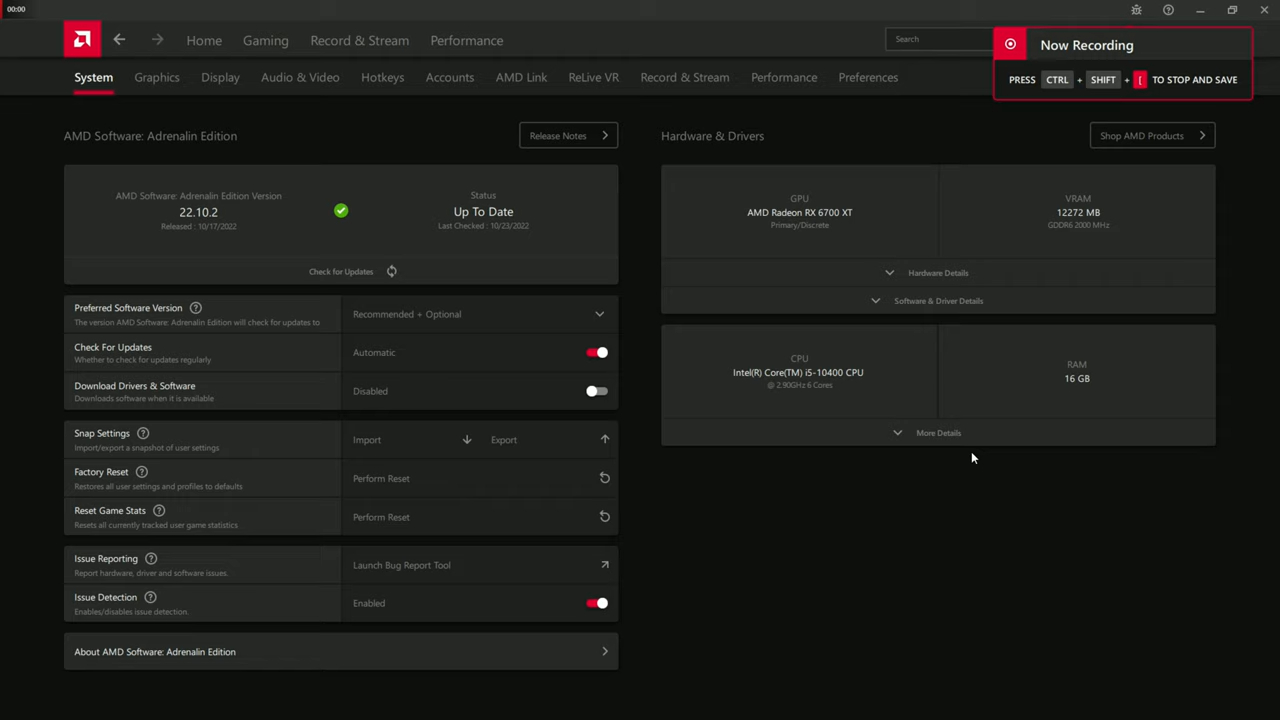 00:00
Home Gaming Record & Stream Performance
Search
Now Recording
PRESS CTRL + SHIFT + [ TO STOP AND SAVE
System Graphics Display Audio & Video Hotkeys Accounts AMD Link ReLive VR Record & Stream Performance Preferences
AMD Software: Adrenalin Edition
Release Notes
AMD Software: Adrenalin Edition Version
22.10.2
Released : 10/17/2022
Status
Up To Date
Last Checked : 10/23/2022
Check for Updates
Preferred Software Version
The version AMD Software: Adrenalin Edition will check for updates to
Recommended + Optional
Check For Updates
Whether to check for updates regularly
Automatic
Download Drivers & Software
Downloads software when it is available
Disabled
Snap Settings
Import/export a snapshot of user settings
Import
Export
Factory Reset
Restores all user settings and profiles to defaults
Perform Reset
Reset Game Stats
Resets all currently tracked user game statistics
Perform Reset
Issue Reporting
Report hardware, driver and software issues.
Launch Bug Report Tool
Issue Detection
Enables/disables issue detection.
Enabled
About AMD Software: Adrenalin Edition
Hardware & Drivers
Shop AMD Products
GPU
AMD Radeon RX 6700 XT
Primary/Discrete
VRAM
12272 MB
GDDR6 2000 MHz
Hardware Details
Software & Driver Details
CPU
Intel(R) Core(TM) i5-10400 CPU
@ 2.90GHz 6 Cores
RAM
16 GB
More Details